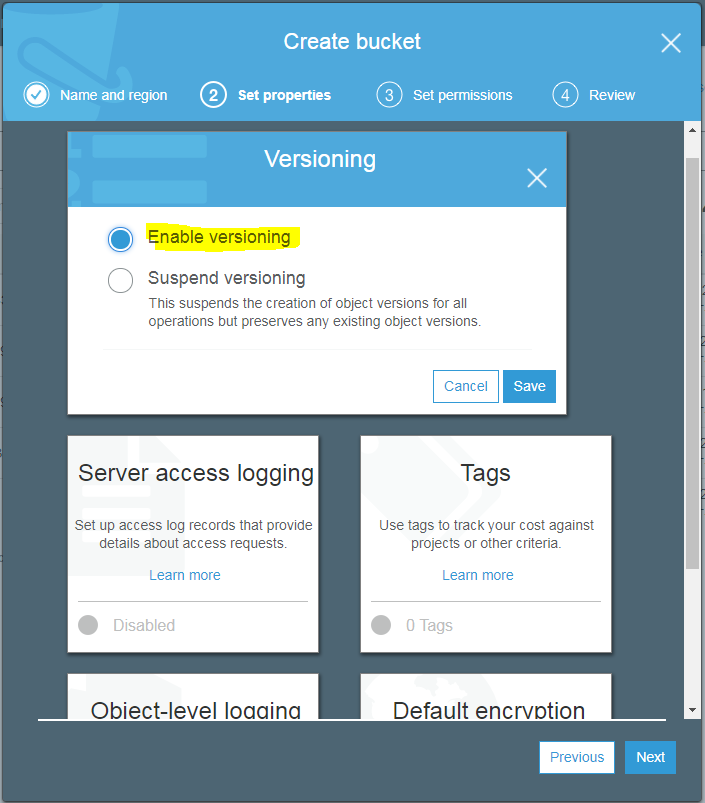 Create bucket
Name and region
2 Set properties
3 Set permissions
4 Review
Versioning
Enable versioning
Suspend versioning
This suspends the creation of object versions for all
operations but preserves any existing object versions.
Cancel Save
Server access logging
Set up access log records that provide
details about access requests.
Learn more
Disabled
Tags
Use tags to track your cost against
projects or other criteria.
Learn more
0 Tags
Object-level logging
Default encryption
Previous Next